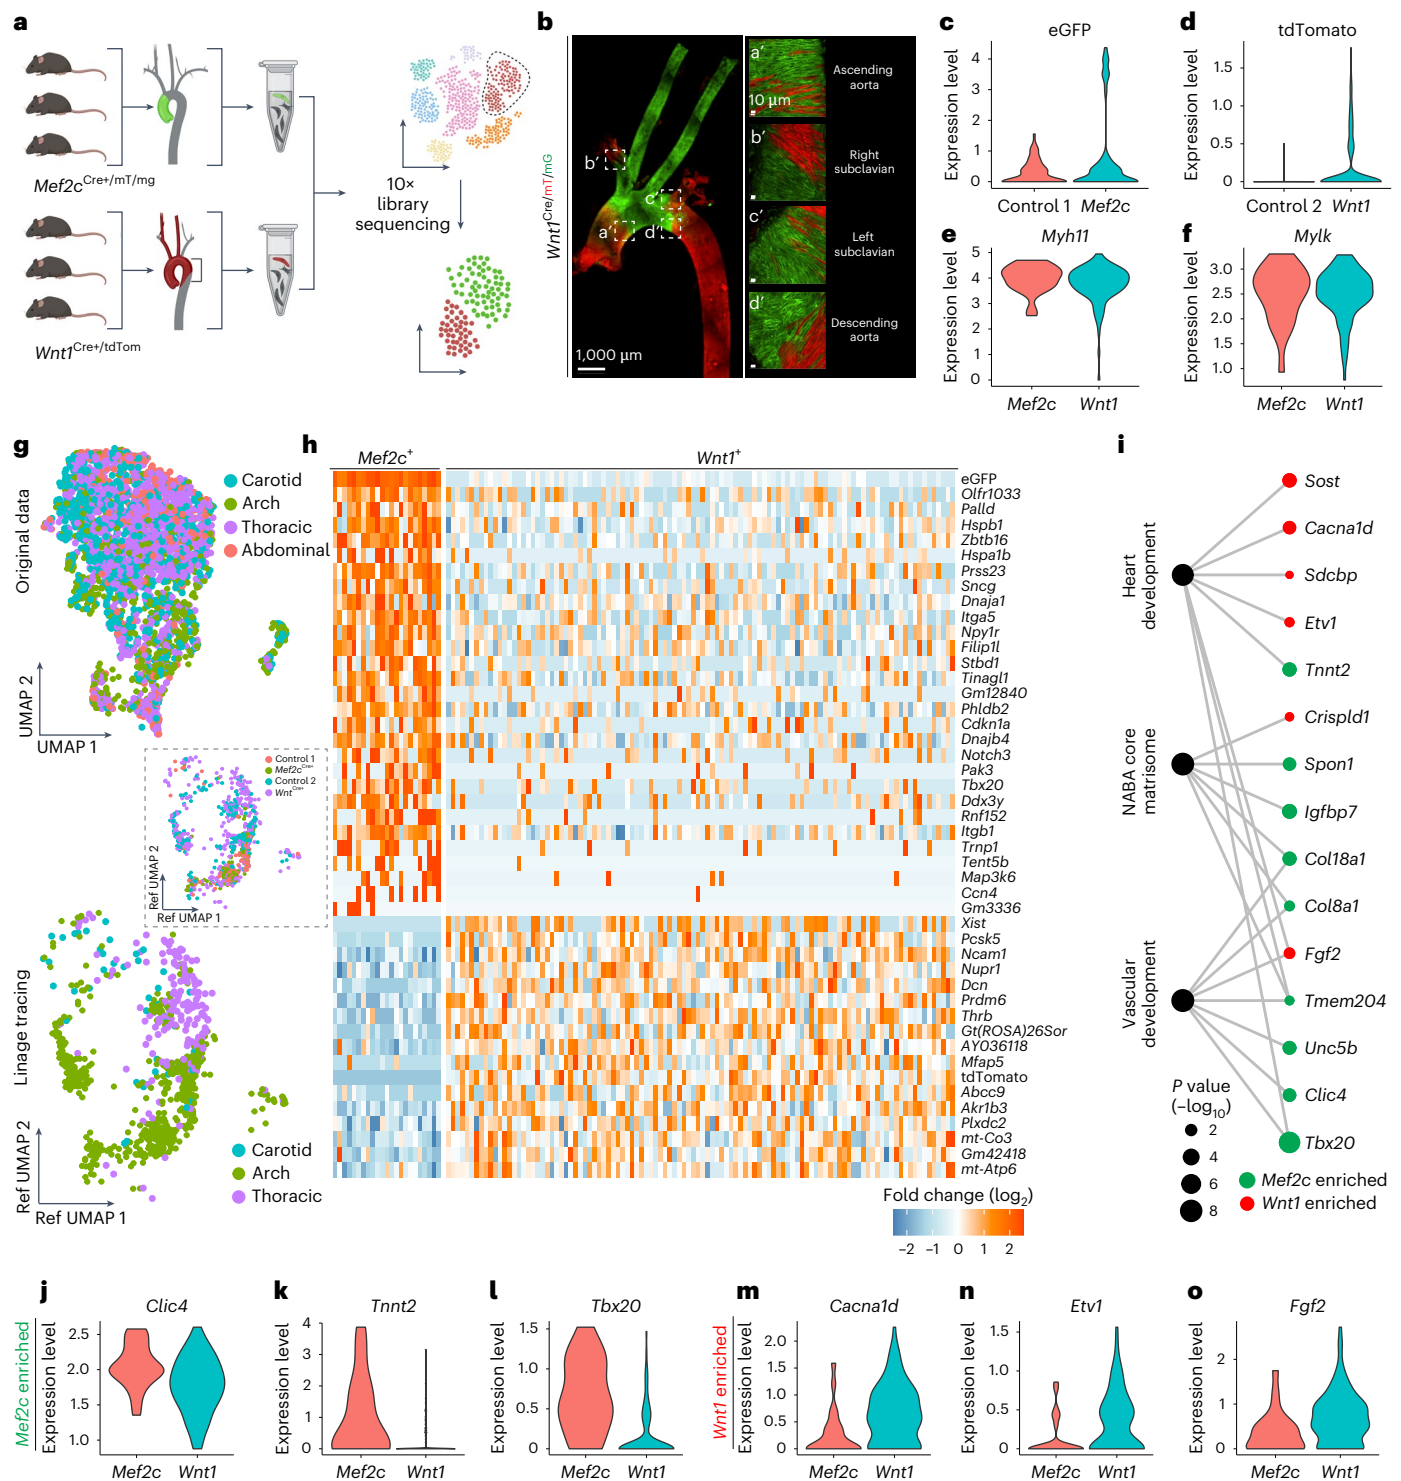 a
Mef2cCre+/mT/mg
Wnt1Cre+/tdTom
10×
library
sequencing
b
Wnt1Cre/mT/mG
b′
c′
a′
d′
1,000 µm
a′
10 µm
b′
c′
d′
Ascending
aorta
Right
subclavian
Left
subclavian
Descending
aorta
c
eGFP
Expression level
4
3
2
1
0
Control 1 Mef2c
d
tdTomato
Expression level
1.5
1.0
0.5
0
Control 2 Wnt1
e
Myh11
Expression level
5
4
3
2
1
0
Mef2c Wnt1
f
Mylk
Expression level
3.0
2.5
2.0
1.5
1.0
Mef2c Wnt1
g
Original data
Carotid
Arch
Thoracic
Abdominal
UMAP 2
UMAP 1
Control 1
Mef2cCre+
Control 2
WntCre+
Ref UMAP 2
Ref UMAP 1
Linage tracing
Carotid
Arch
Thoracic
Ref UMAP 2
Ref UMAP 1
h
Mef2c+
Wnt1+
eGFP
Olfr1033
Palld
Hspb1
Zbtb16
Hspa1b
Prss23
Sncg
Dnaja1
Itga5
Npy1r
Filip1l
Stbd1
Tinagl1
Gm12840
Phldb2
Cdkn1a
Dnajb4
Notch3
Pak3
Tbx20
Ddx3y
Rnf152
Itgb1
Trnp1
Tent5b
Map3k6
Ccn4
Gm3336
Xist
Pcsk5
Ncam1
Nupr1
Dcn
Prdm6
Thrb
Gt(ROSA)26Sor
AY036118
Mfap5
tdTomato
Abcc9
Akr1b3
Plxdc2
mt-Co3
Gm42418
mt-Atp6
Fold change (log2)
–2 –1 0 1 2
i
Heart
development
NABA core
matrisome
Vascular
development
Sost
Cacna1d
Sdcbp
Etv1
Tnnt2
Crispld1
Spon1
Igfbp7
Col18a1
Col8a1
Fgf2
Tmem204
Unc5b
Clic4
Tbx20
P value
(–log10)
2
4
6
8
Mef2c enriched
Wnt1 enriched
j
Mef2c enriched
Clic4
Expression level
2.5
2.0
1.5
1.0
Mef2c Wnt1
k
Tnnt2
Expression level
4
3
2
1
0
Mef2c Wnt1
l
Tbx20
Expression level
1.5
1.0
0.5
0
Mef2c Wnt1
m
Wnt1 enriched
Cacna1d
Expression level
2.0
1.5
1.0
0.5
0
Mef2c Wnt1
n
Etv1
Expression level
1.5
1.0
0.5
0
Mef2c Wnt1
o
Fgf2
Expression level
2
1
0
Mef2c Wnt1